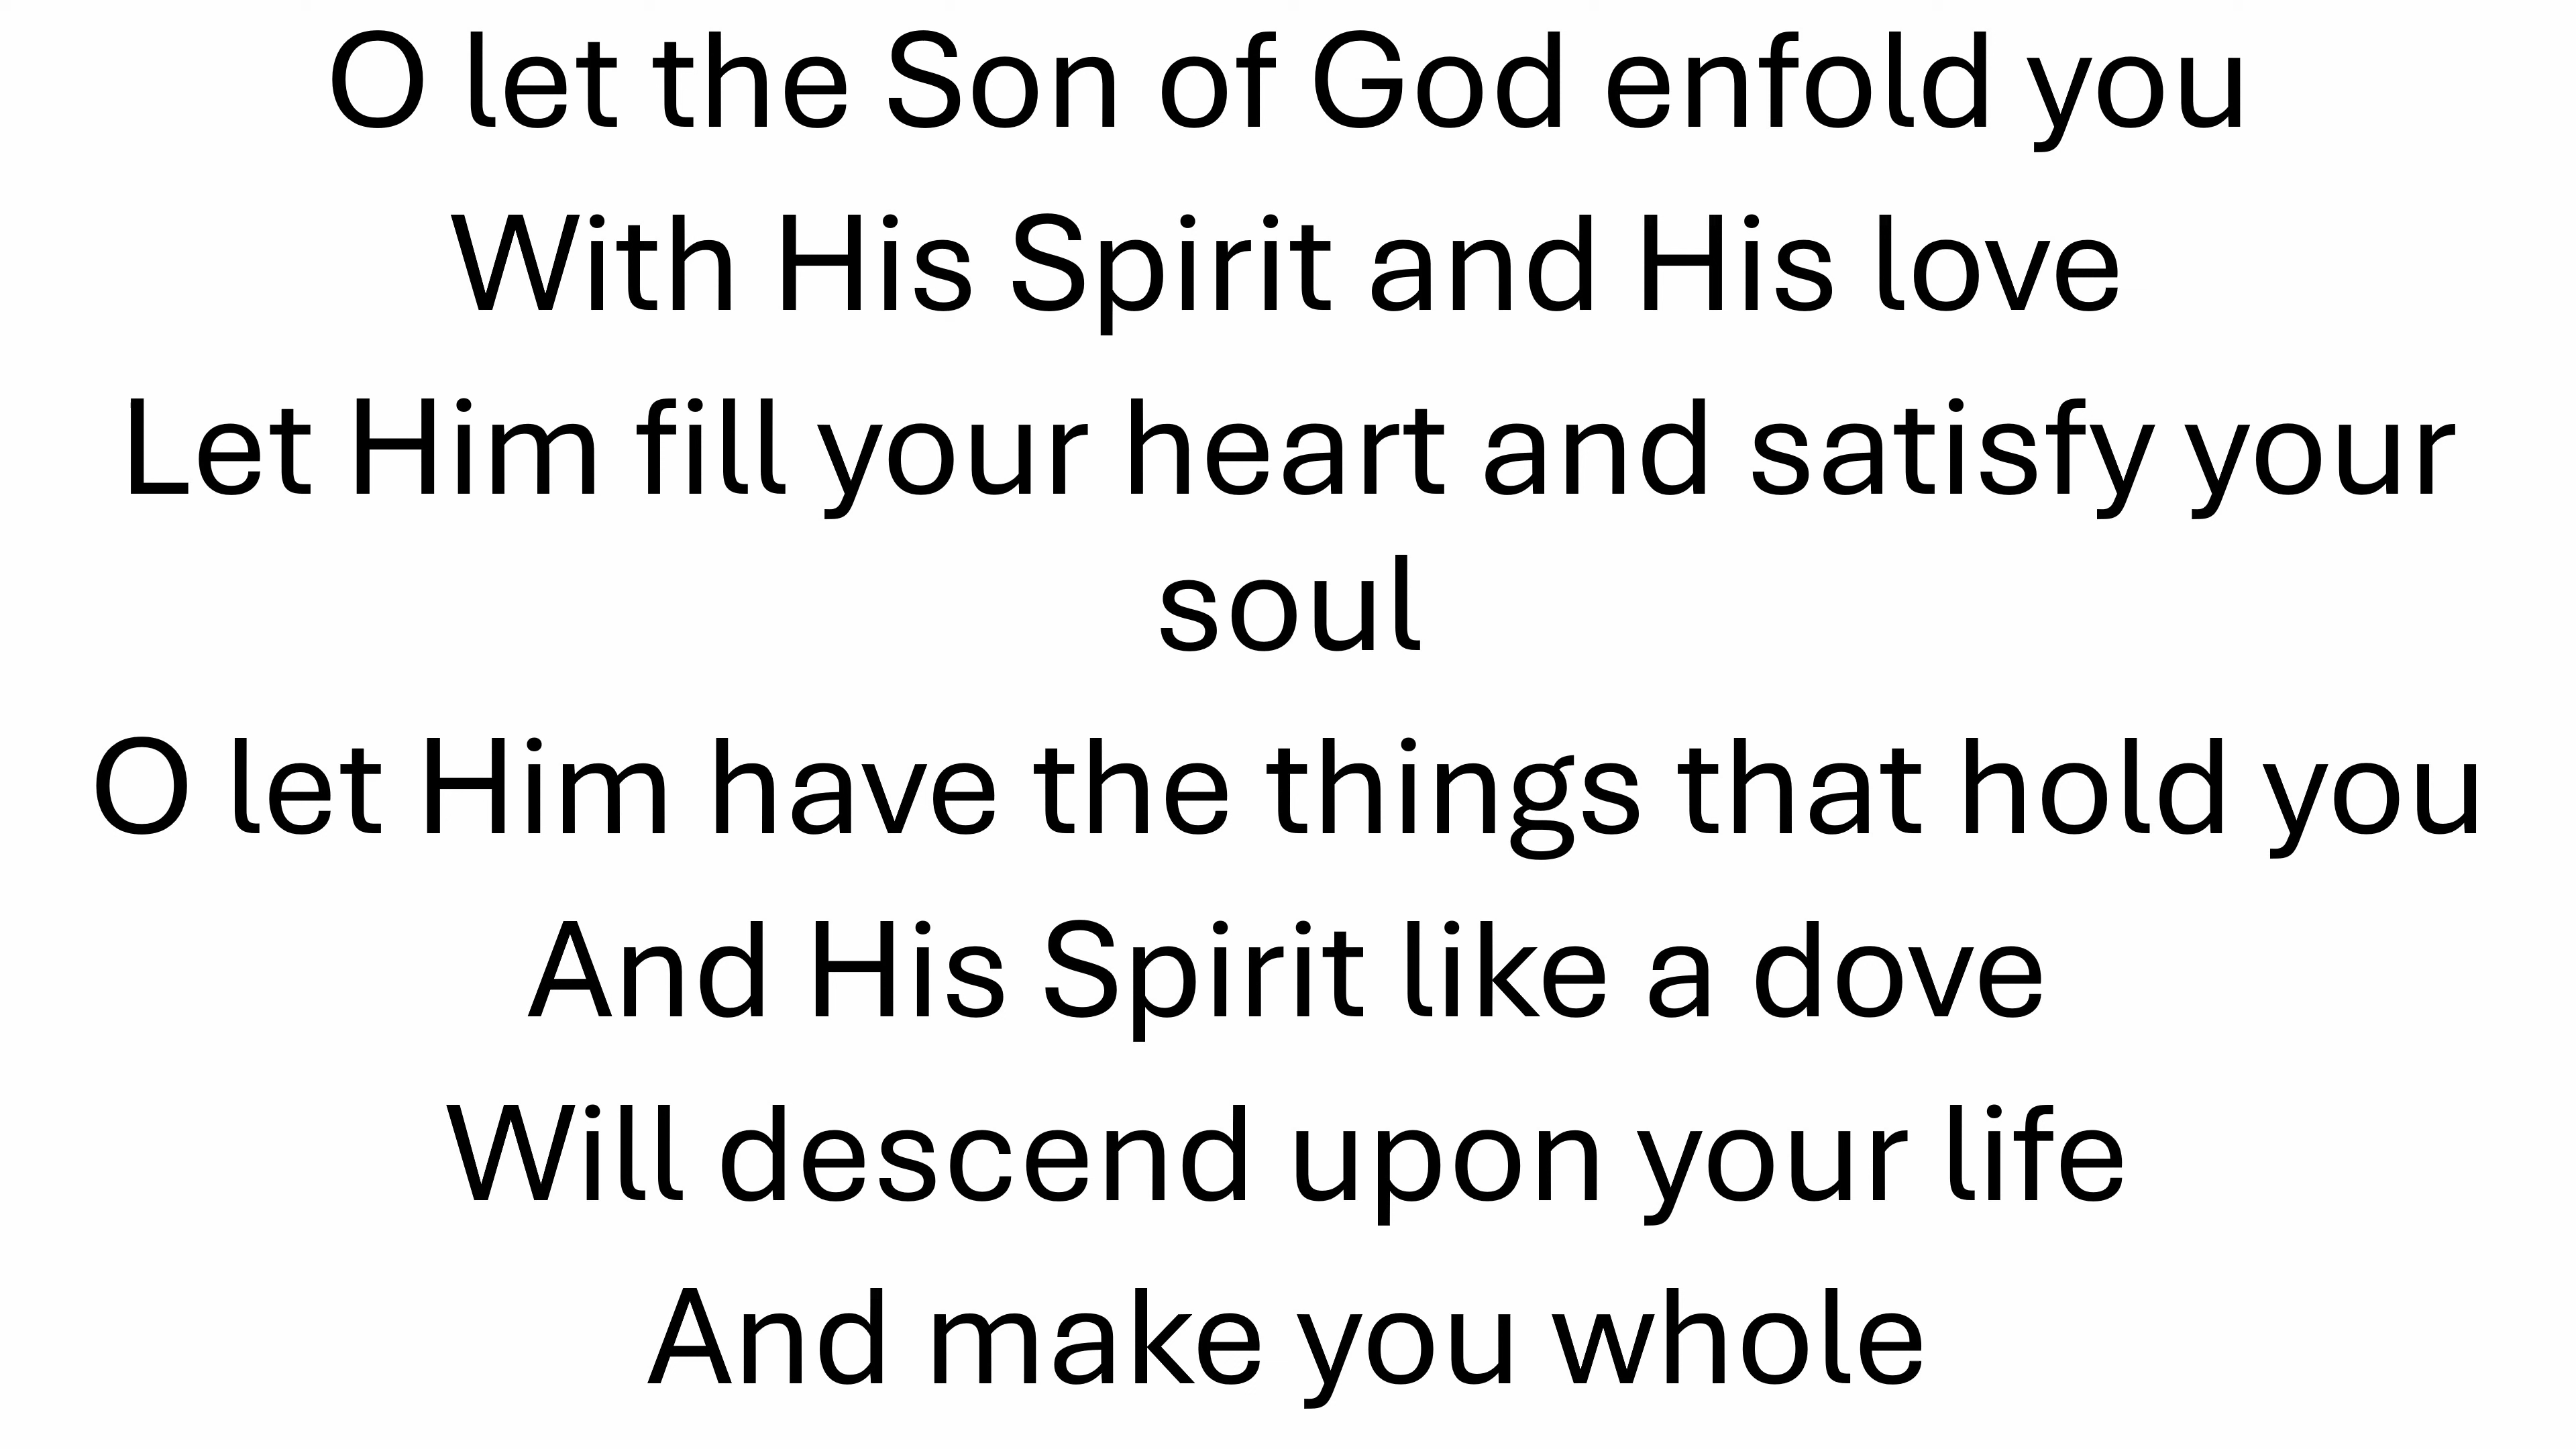 O let the Son of God enfold you
With His Spirit and His love
Let Him fill your heart and satisfy your
soul
O let Him have the things that hold you
And His Spirit like a dove
Will descend upon your life
And make you whole